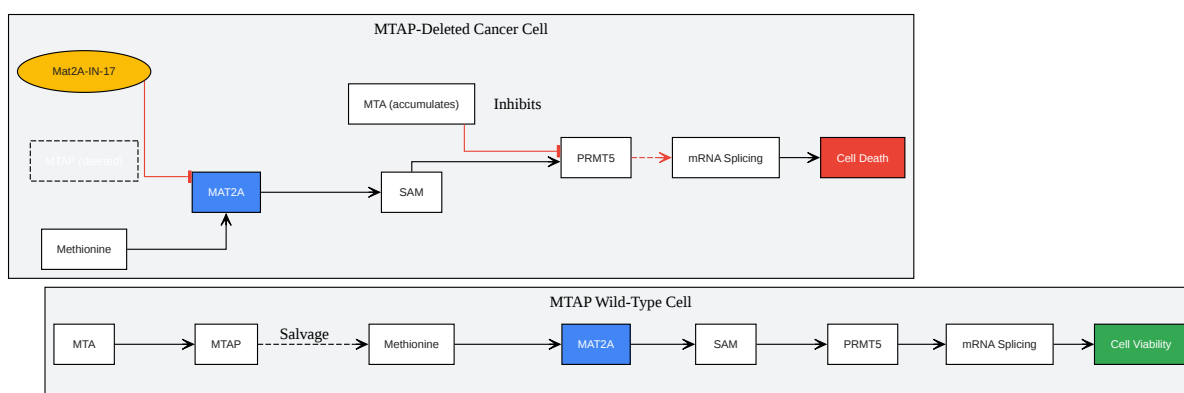 MTAP-Deleted Cancer Cell
Mat2A-IN-17
MTA (accumulates)
Inhibits
MTAP (deleted)
PRMT5
mRNA Splicing
Cell Death
MAT2A
SAM
Methionine
MTAP Wild-Type Cell
MTA
MTAP
Salvage
Methionine
MAT2A
SAM
PRMT5
mRNA Splicing
Cell Viability